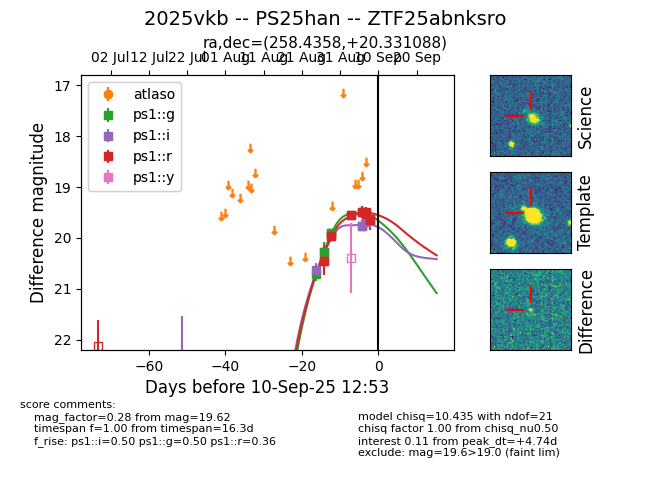 2025vkb -- PS25han -- ZTF25abnksro
ra,dec=(258.4358,+20.331088)
02 Jul 12 Jul 22 Jul 01 Aug 11 Aug 21 Aug 31 Aug 10 Sep 20 Sep
17
18
19
20
21
22
Difference magnitude
atlaso
ps1::g
ps1::i
ps1::r
ps1::y
−60 −40 −20 0
Days before 10-Sep-25 12:53
Science
Template
Difference
score comments:
mag_factor=0.28 from mag=19.62
timespan f=1.00 from timespan=16.3d
f_rise: ps1::i=0.50 ps1::g=0.50 ps1::r=0.36
model chisq=10.435 with ndof=21
chisq factor 1.00 from chisq_nu0.50
interest 0.11 from peak_dt=+4.74d
exclude: mag=19.6>19.0 (faint lim)